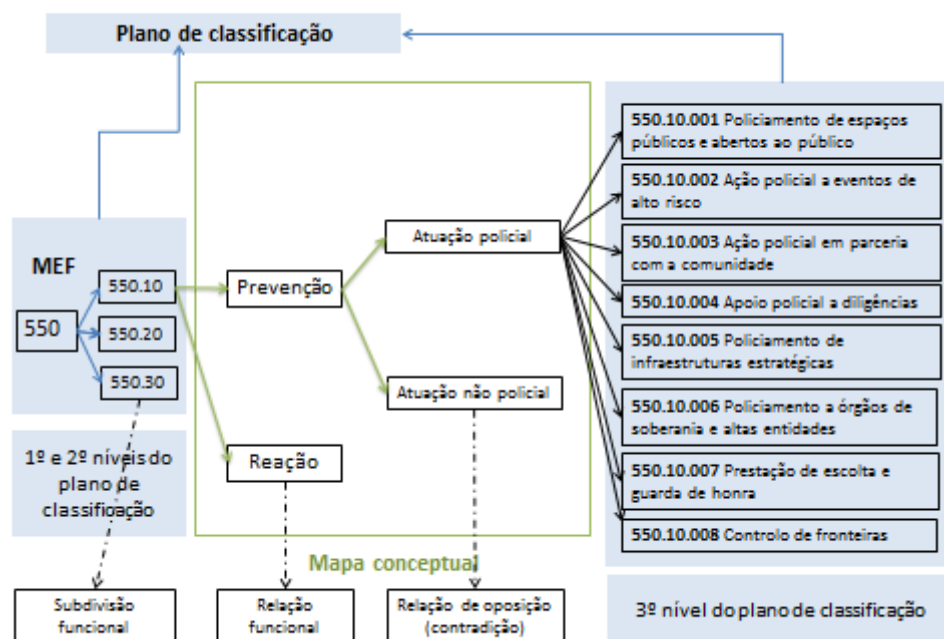 Plano de classificação
MEF
550
550.10
550.20
550.30
1º e 2º níveis do
plano de
classificação
Prevenção
Reação
Atuação policial
Atuação não policial
Mapa conceptual
550.10.001 Policiamento de espaços
públicos e abertos ao público
550.10.002 Ação policial a eventos de
alto risco
550.10.003 Ação policial em parceria
com a comunidade
550.10.004 Apoio policial a diligências
550.10.005 Policiamento de
infraestruturas estratégicas
550.10.006 Policiamento a órgãos de
soberania e altas entidades
550.10.007 Prestação de escolta e
guarda de honra
550.10.008 Controlo de fronteiras
Subdivisão
funcional
Relação
funcional
Relação de oposição
(contradição)
3º nível do plano de classificação